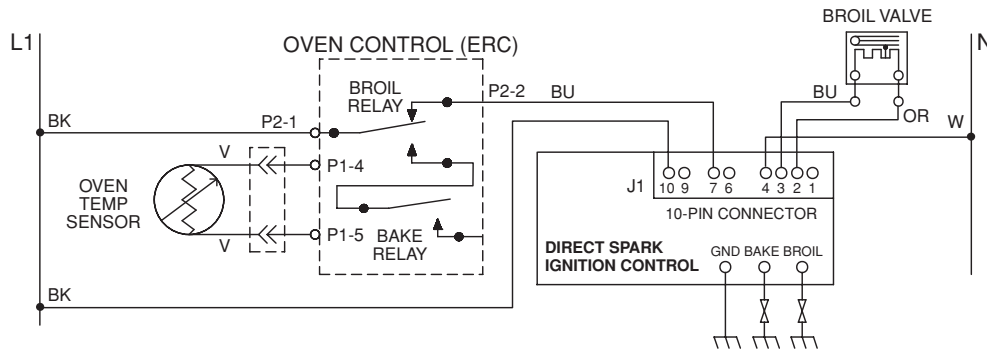 BROIL VALVE
L1
N
OVEN CONTROL (ERC)
BROIL
RELAY
P2-2
BU
BU
OR
BK
P2-1
W
V
P1-4
OVEN
TEMP
SENSOR
J1
10 9 7 6 4 3 2 1
10-PIN CONNECTOR
P1-5
V
BAKE
RELAY
DIRECT SPARK
IGNITION CONTROL
GND BAKE BROIL
BK